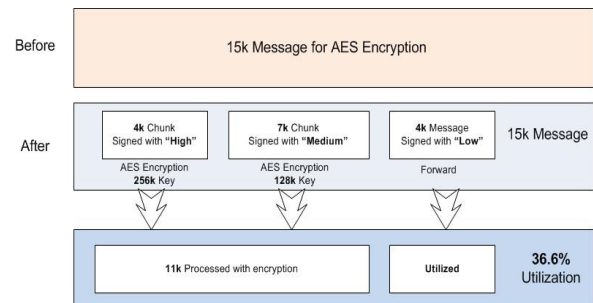 Before
15k Message for AES Encryption
After
4k Chunk
Signed with “High”
7k Chunk
Signed with “Medium”
4k Message
Signed with “Low”
15k Message
AES Encryption
256k Key
AES Encryption
128k Key
Forward
11k Processed with encryption
Utilized
36.6%
Utilization